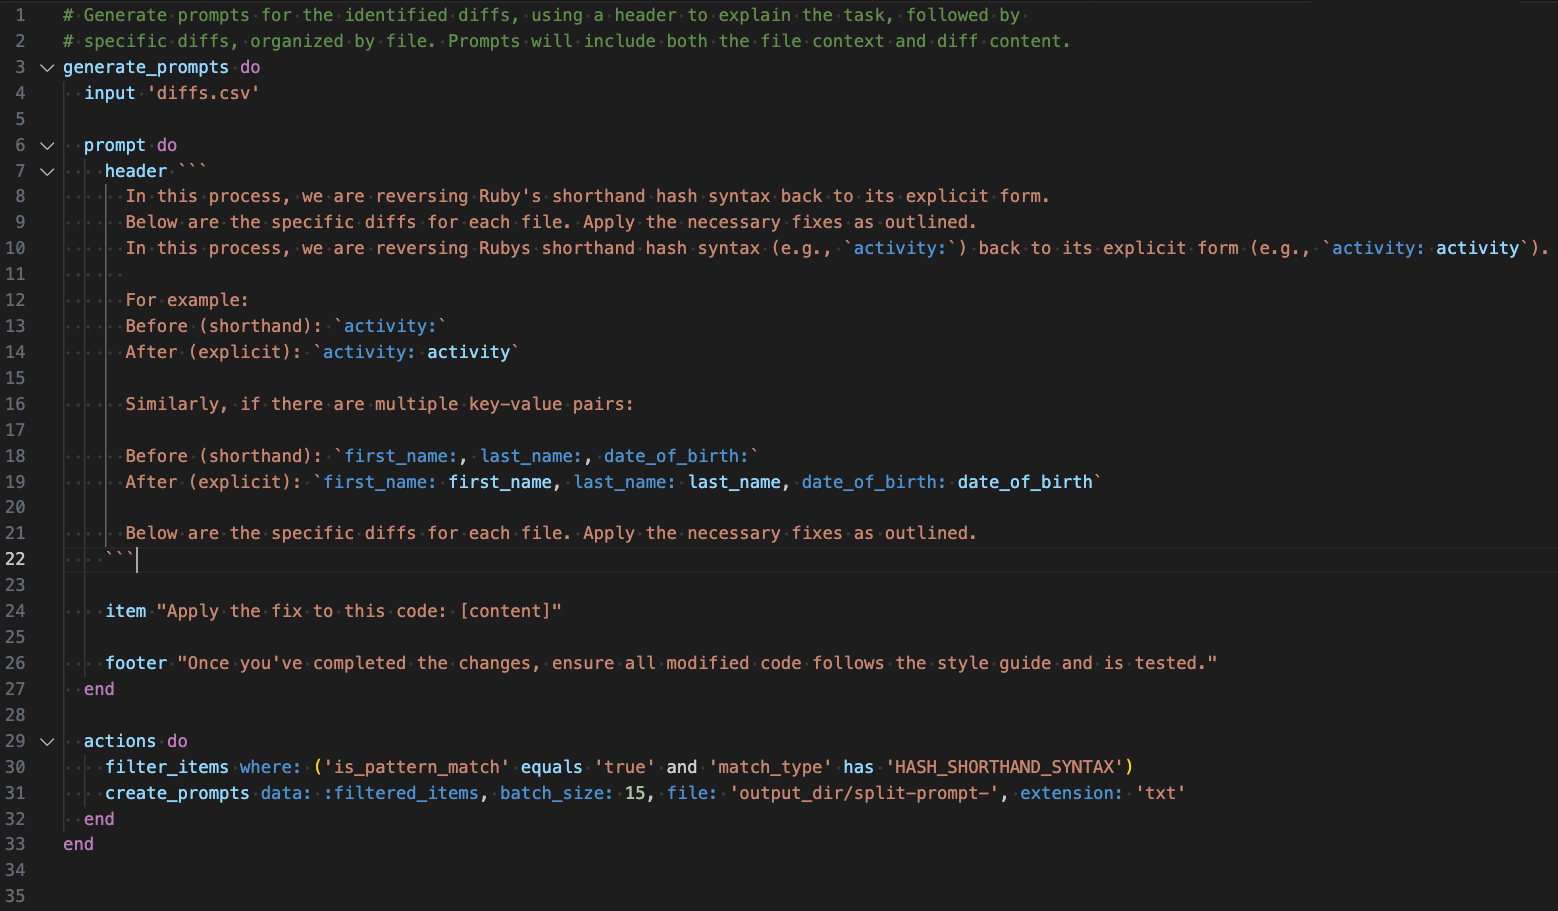 1 # Generate prompts for the identified diffs, using a header to explain the task, followed by
2 # specific diffs, organized by file. Prompts will include both the file context and diff content.
3 generate_prompts do
4 input 'diffs.csv'
5
6 prompt do
7 header ```
8 In this process, we are reversing Ruby's shorthand hash syntax back to its explicit form.
9 Below are the specific diffs for each file. Apply the necessary fixes as outlined.
10 In this process, we are reversing Rubys shorthand hash syntax (e.g., `activity:`) back to its explicit form (e.g., `activity: activity`).
11
12 For example:
13 Before (shorthand): `activity:`
14 After (explicit): `activity: activity`
15
16 Similarly, if there are multiple key-value pairs:
17
18 Before (shorthand): `first_name:, last_name:, date_of_birth:`
19 After (explicit): `first_name: first_name, last_name: last_name, date_of_birth: date_of_birth`
20
21 Below are the specific diffs for each file. Apply the necessary fixes as outlined.
22 ```
23
24 item "Apply the fix to this code: [content]"
25
26 footer "Once you've completed the changes, ensure all modified code follows the style guide and is tested."
27 end
28
29 actions do
30 filter_items where: ('is_pattern_match' equals 'true' and 'match_type' has 'HASH_SHORTHAND_SYNTAX')
31 create_prompts data: :filtered_items, batch_size: 15, file: 'output_dir/split-prompt-', extension: 'txt'
32 end
33 end
34
35